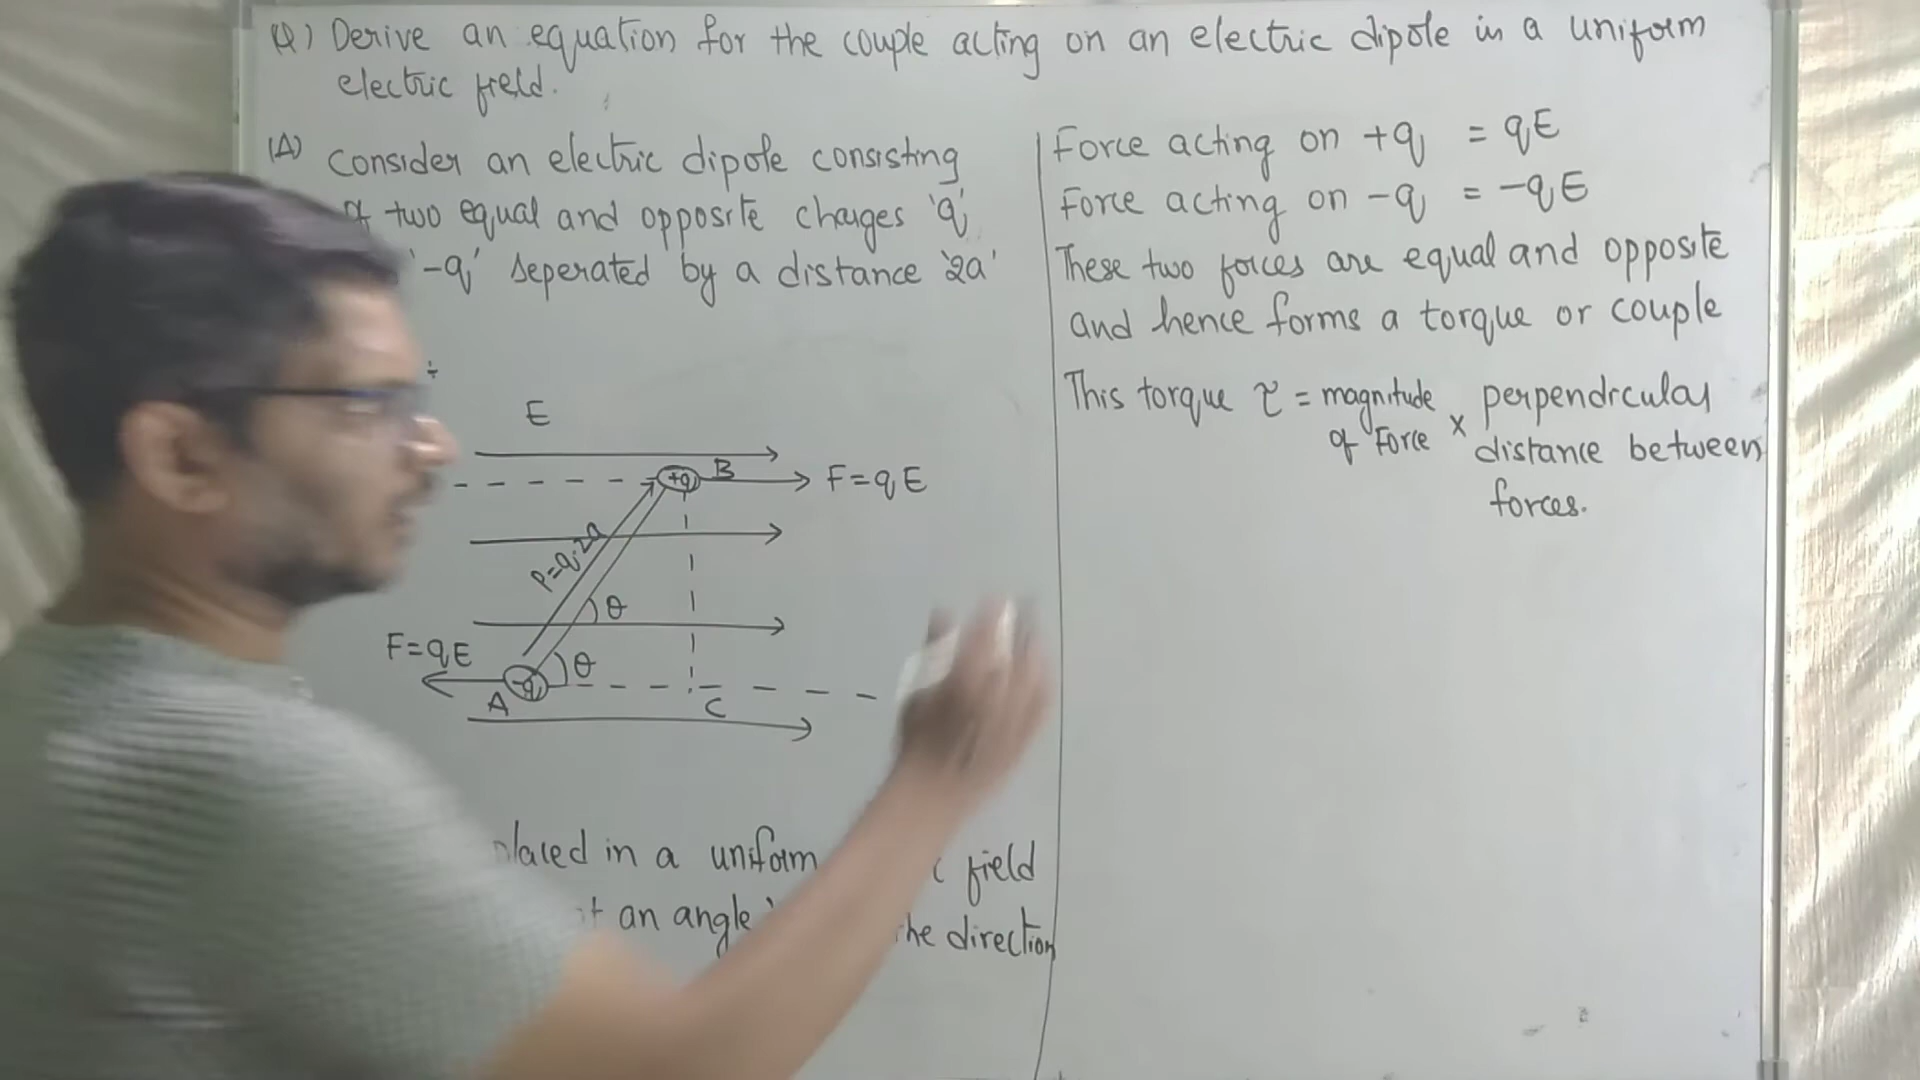 Q) Derive an equation for the couple acting on an electric dipole in a uniform
electric field.
(A) Consider an electric dipole consisting
of two equal and opposite charges 'q'
'-q' seperated by a distance '2a'
E
B
+q
F=qE
P=q.2a
θ
F=qE
θ
-q
A
C
placed in a uniform field
at an angle the direction
Force acting on +q = qE
Force acting on -q = -qE
These two forces are equal and opposite
and hence forms a torque or couple
This torque τ = magnitude of Force × perpendicular
distance between
forces.